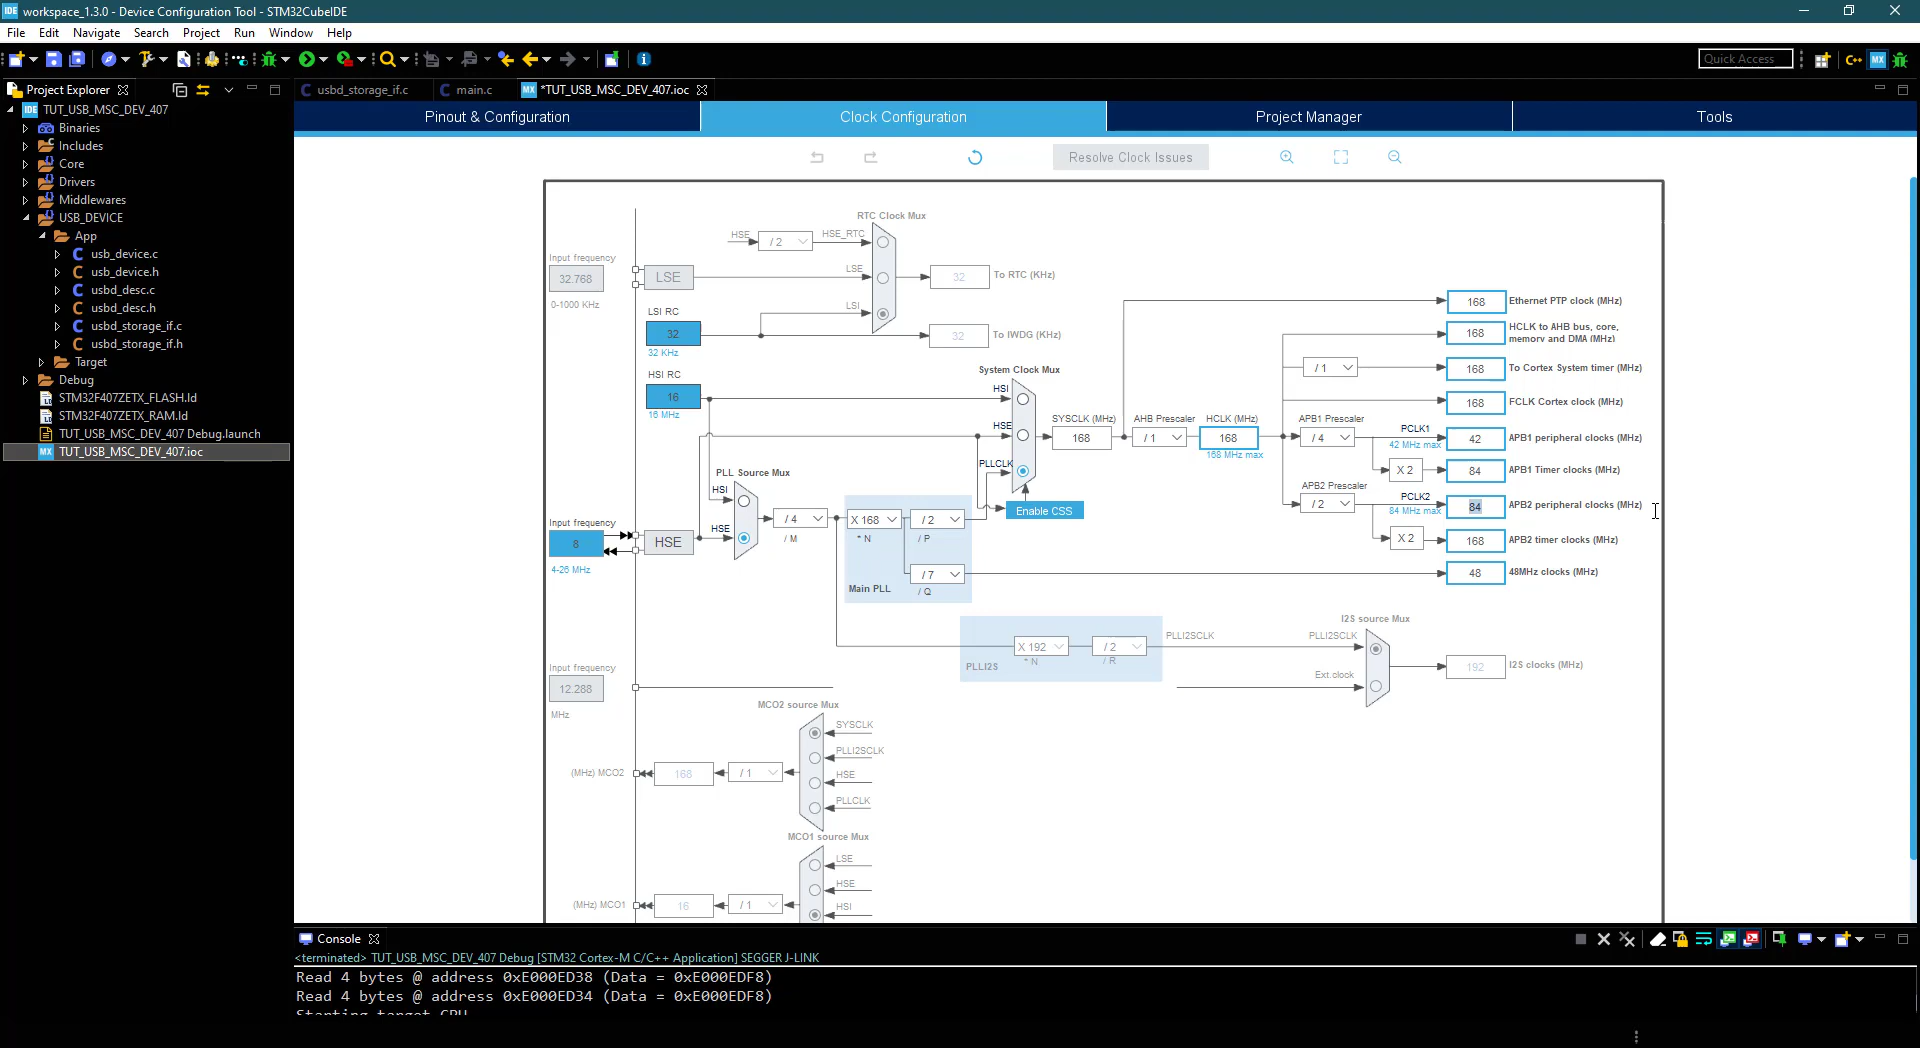 IDE workspace_1.3.0 - Device Configuration Tool - STM32CubeIDE
File Edit Navigate Search Project Run Window Help
Quick Access
MX
Project Explorer
usbd_storage_if.c
main.c
MX *TUT_USB_MSC_DEV_407.ioc
IDE TUT_USB_MSC_DEV_407
Binaries
Includes
Core
Drivers
Middlewares
USB_DEVICE
App
usb_device.c
usb_device.h
usbd_desc.c
usbd_desc.h
usbd_storage_if.c
usbd_storage_if.h
Target
Debug
STM32F407ZETX_FLASH.ld
STM32F407ZETX_RAM.ld
TUT_USB_MSC_DEV_407 Debug.launch
MX TUT_USB_MSC_DEV_407.ioc
Pinout & Configuration
Clock Configuration
Project Manager
Tools
Resolve Clock Issues
RTC Clock Mux
HSE
/ 2
HSE_RTC
Input frequency
32.768
0-1000 KHz
LSE
LSE
32
To RTC (KHz)
LSI RC
32
32 KHz
LSI
32
To IWDG (KHz)
HSI RC
16
16 MHz
System Clock Mux
HSI
HSE
PLLCLK
SYSCLK (MHz)
168
AHB Prescaler
/ 1
HCLK (MHz)
168
168 MHz max
Enable CSS
168
Ethernet PTP clock (MHz)
168
HCLK to AHB bus, core,
memory and DMA (MHz)
/ 1
168
To Cortex System timer (MHz)
168
FCLK Cortex clock (MHz)
APB1 Prescaler
/ 4
PCLK1
42 MHz max
42
APB1 peripheral clocks (MHz)
X 2
84
APB1 Timer clocks (MHz)
APB2 Prescaler
/ 2
PCLK2
84 MHz max
84
APB2 peripheral clocks (MHz)
X 2
168
APB2 timer clocks (MHz)
48
48MHz clocks (MHz)
PLL Source Mux
HSI
HSE
Input frequency
8
4-26 MHz
HSE
/ 4
/ M
X 168
* N
/ 2
/ P
/ 7
/ Q
Main PLL
X 192
* N
/ 2
/ R
PLLI2S
PLLI2SCLK
I2S source Mux
PLLI2SCLK
Ext.clock
192
I2S clocks (MHz)
Input frequency
12.288
MHz
MCO2 source Mux
SYSCLK
PLLI2SCLK
HSE
PLLCLK
(MHz) MCO2
168
/ 1
MCO1 source Mux
LSE
HSE
HSI
(MHz) MCO1
16
/ 1
Console
<terminated> TUT_USB_MSC_DEV_407 Debug [STM32 Cortex-M C/C++ Application] SEGGER J-LINK
Read 4 bytes @ address 0xE000ED38 (Data = 0xE000EDF8)
Read 4 bytes @ address 0xE000ED34 (Data = 0xE000EDF8)
Starting target CPU